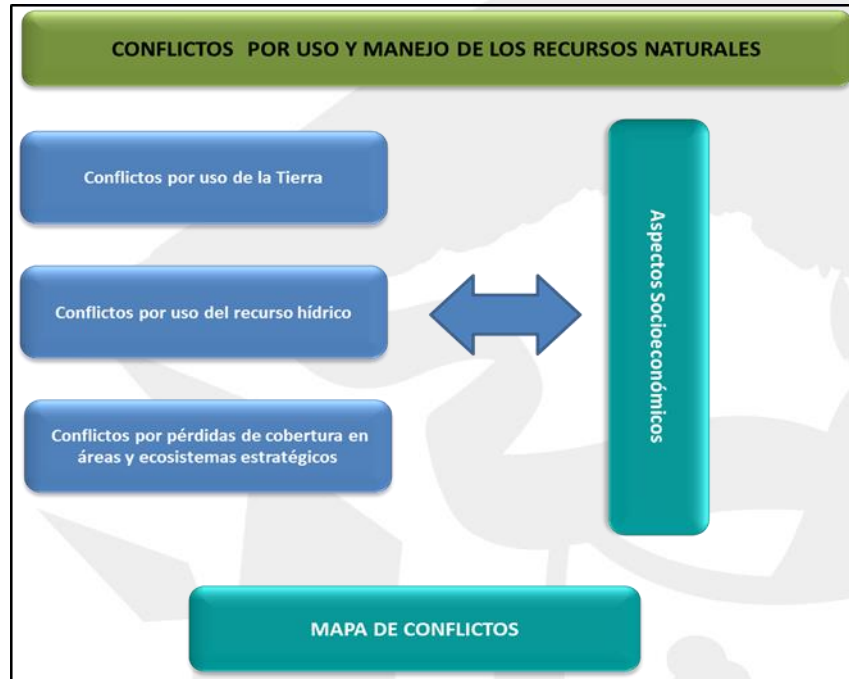 CONFLICTOS POR USO Y MANEJO DE LOS RECURSOS NATURALES
Conflictos por uso de la Tierra
Conflictos por uso del recurso hídrico
Conflictos por pérdidas de cobertura en
áreas y ecosistemas estratégicos
Aspectos Socioeconómicos
MAPA DE CONFLICTOS